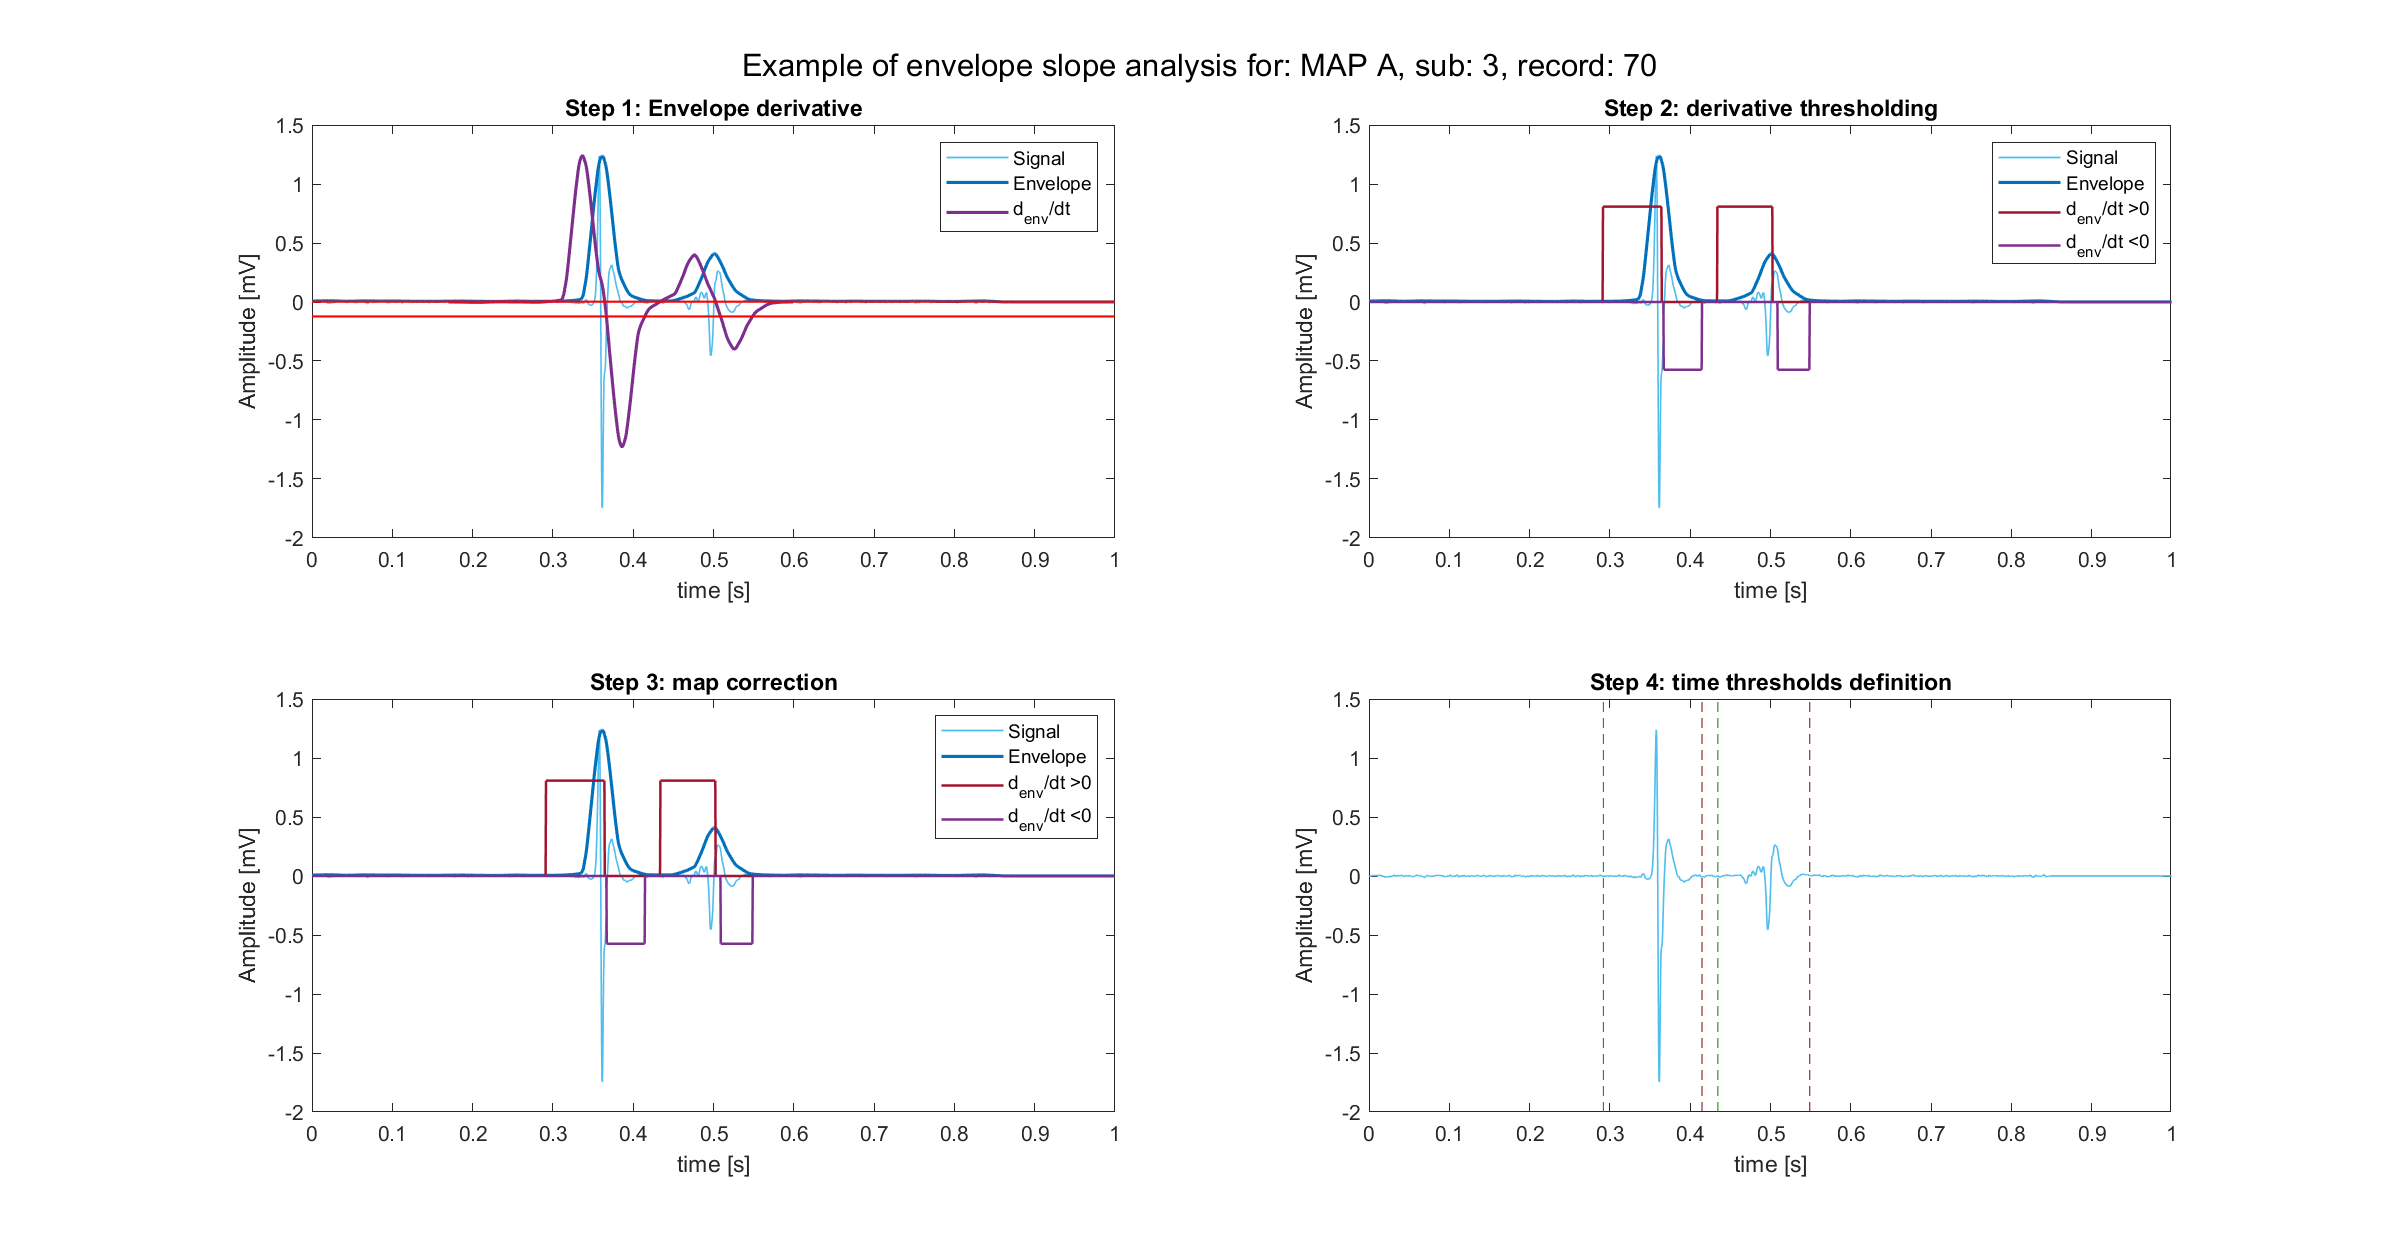 Example of envelope slope analysis for: MAP A, sub: 3, record: 70
Step 1: Envelope derivative
1.5
1
0.5
0
-0.5
-1
-1.5
-2
Amplitude [mV]
Signal
Envelope
d_env/dt
0 0.1 0.2 0.3 0.4 0.5 0.6 0.7 0.8 0.9 1
time [s]
Step 2: derivative thresholding
1.5
1
0.5
0
-0.5
-1
-1.5
-2
Amplitude [mV]
Signal
Envelope
d_env/dt >0
d_env/dt <0
0 0.1 0.2 0.3 0.4 0.5 0.6 0.7 0.8 0.9 1
time [s]
Step 3: map correction
1.5
1
0.5
0
-0.5
-1
-1.5
-2
Amplitude [mV]
Signal
Envelope
d_env/dt >0
d_env/dt <0
0 0.1 0.2 0.3 0.4 0.5 0.6 0.7 0.8 0.9 1
time [s]
Step 4: time thresholds definition
1.5
1
0.5
0
-0.5
-1
-1.5
-2
Amplitude [mV]
0 0.1 0.2 0.3 0.4 0.5 0.6 0.7 0.8 0.9 1
time [s]